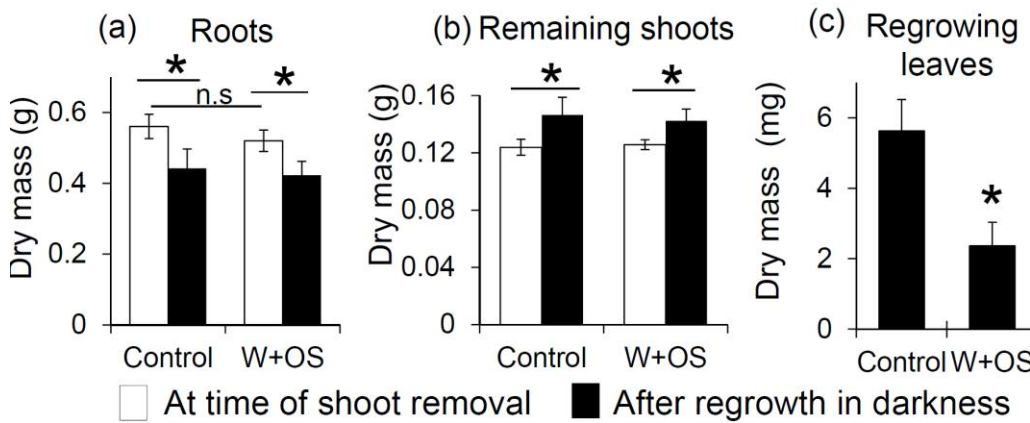 (a) Roots
Dry mass (g)
0.6
0.4
0.2
0
*
n.s
*
Control W+OS
(b) Remaining shoots
Dry mass (g)
0.16
0.12
0.08
0.04
0
*
*
Control W+OS
(c) Regrowing
leaves
Dry mass (mg)
8
6
4
2
0
*
Control W+OS
At time of shoot removal
After regrowth in darkness